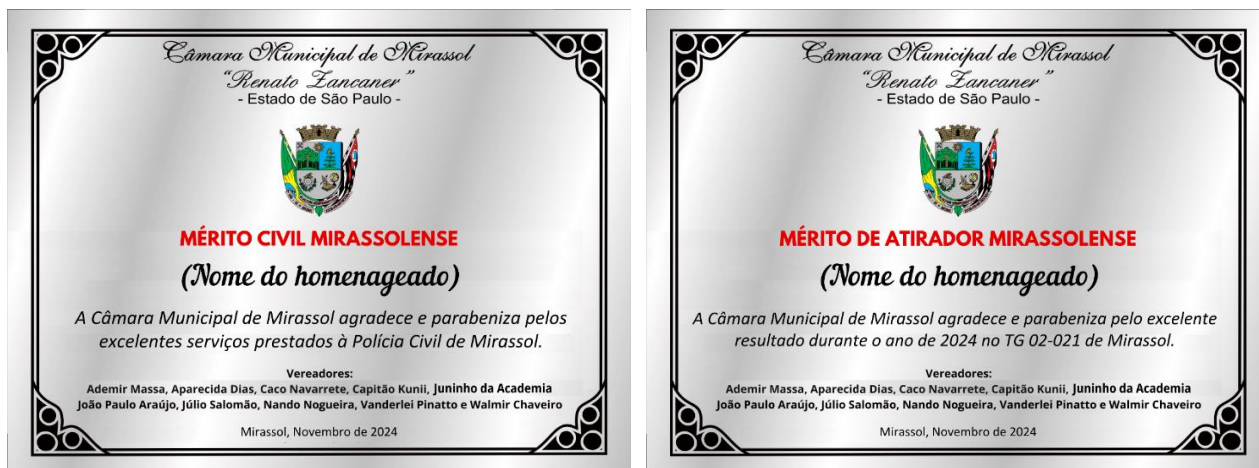 Câmara Municipal de Mirassol
"Renato Zancaner"
- Estado de São Paulo -
MÉRITO CIVIL MIRASSOLENSE
(Nome do homenageado)
A Câmara Municipal de Mirassol agradece e parabeniza pelos
excelentes serviços prestados à Polícia Civil de Mirassol.
Vereadores:
Ademir Massa, Aparecida Dias, Caco Navarrete, Capitão Kunii, Juninho da Academia
João Paulo Araújo, Júlio Salomão, Nando Nogueira, Vanderlei Pinatto e Walmir Chaveiro
Mirassol, Novembro de 2024
Câmara Municipal de Mirassol
"Renato Zancaner"
- Estado de São Paulo -
MÉRITO DE ATIRADOR MIRASSOLENSE
(Nome do homenageado)
A Câmara Municipal de Mirassol agradece e parabeniza pelo excelente
resultado durante o ano de 2024 no TG 02-021 de Mirassol.
Vereadores:
Ademir Massa, Aparecida Dias, Caco Navarrete, Capitão Kunii, Juninho da Academia
João Paulo Araújo, Júlio Salomão, Nando Nogueira, Vanderlei Pinatto e Walmir Chaveiro
Mirassol, Novembro de 2024